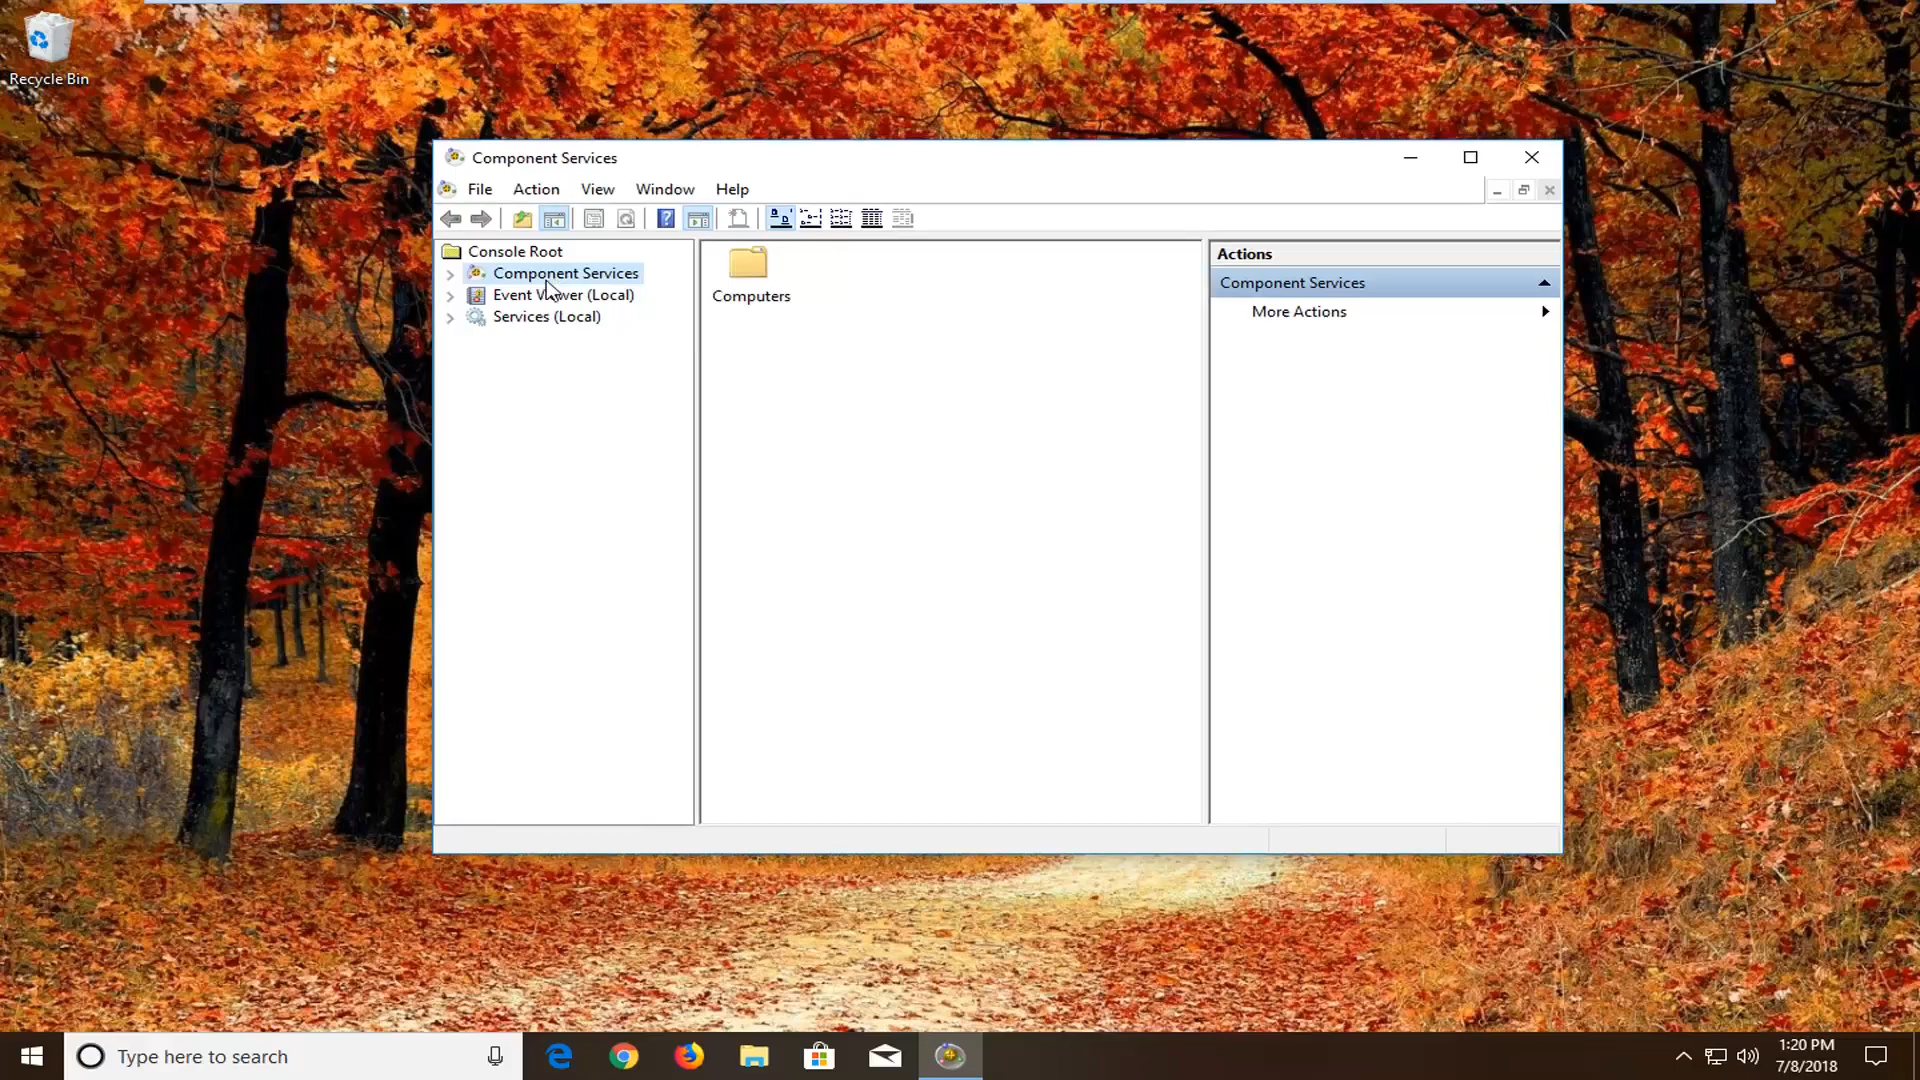 Recycle Bin
Component Services
File Action View Window Help
Console Root
Component Services
Event Viewer (Local)
Services (Local)
Computers
Actions
Component Services
More Actions
Type here to search
1:20 PM
7/8/2018